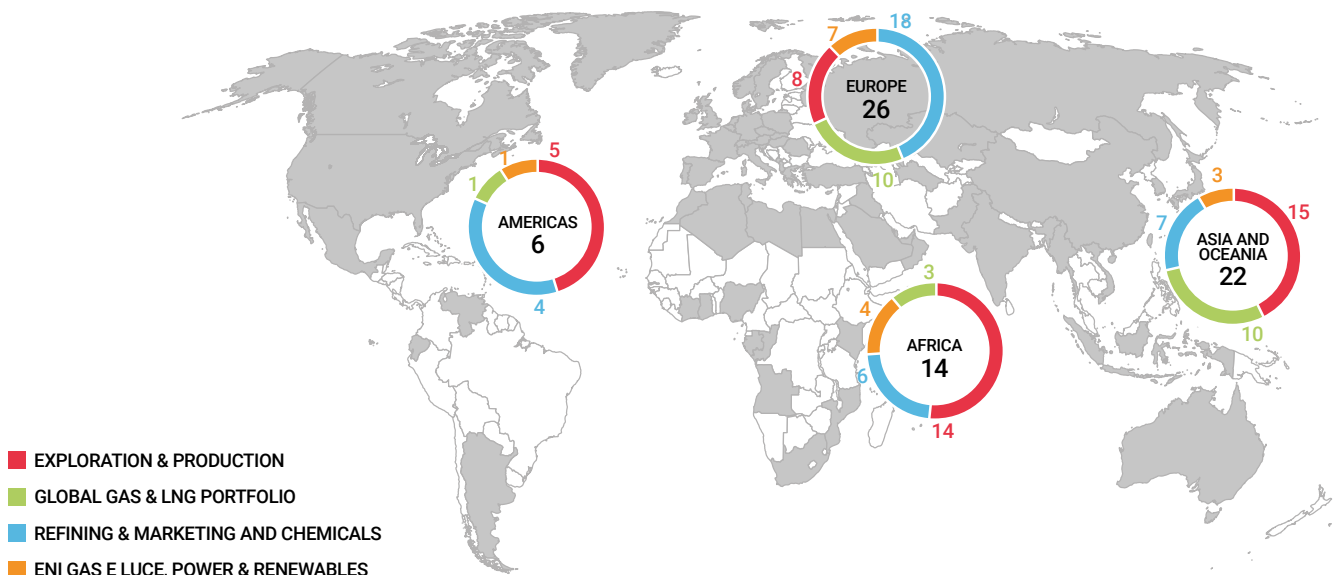 7
18
8
EUROPE
26
10
1
5
1
AMERICAS
6
4
3
7
15
ASIA AND
OCEANIA
22
10
3
4
AFRICA
14
6
14
EXPLORATION & PRODUCTION
GLOBAL GAS & LNG PORTFOLIO
REFINING & MARKETING AND CHEMICALS
ENI GAS E LUCE, POWER & RENEWABLES